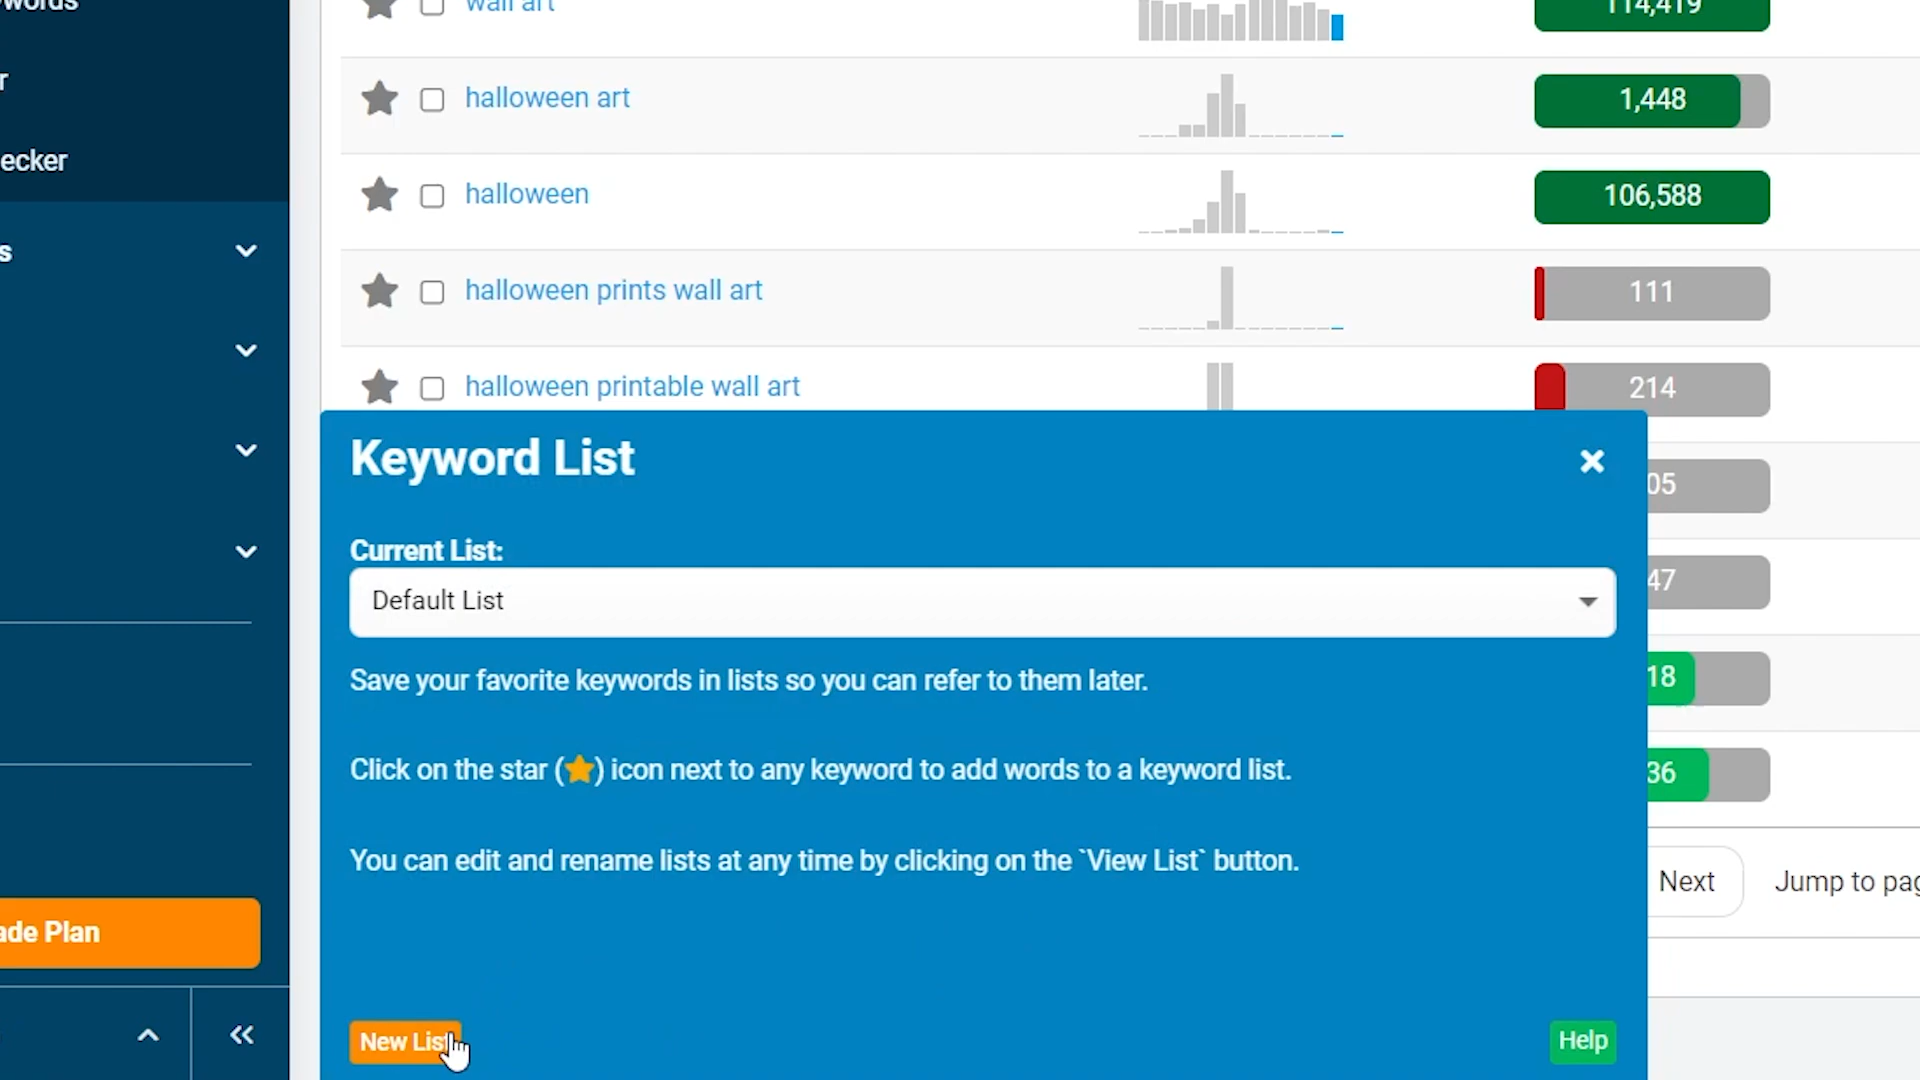 wall art
114,419
halloween art
1,448
ecker
halloween
106,588
s
halloween prints wall art
111
halloween printable wall art
214
Keyword List
05
Current List:
Default List
47
Save your favorite keywords in lists so you can refer to them later.
18
Click on the star (⭐) icon next to any keyword to add words to a keyword list.
36
You can edit and rename lists at any time by clicking on the `View List` button.
Next
Jump to pag
ade Plan
New List
Help